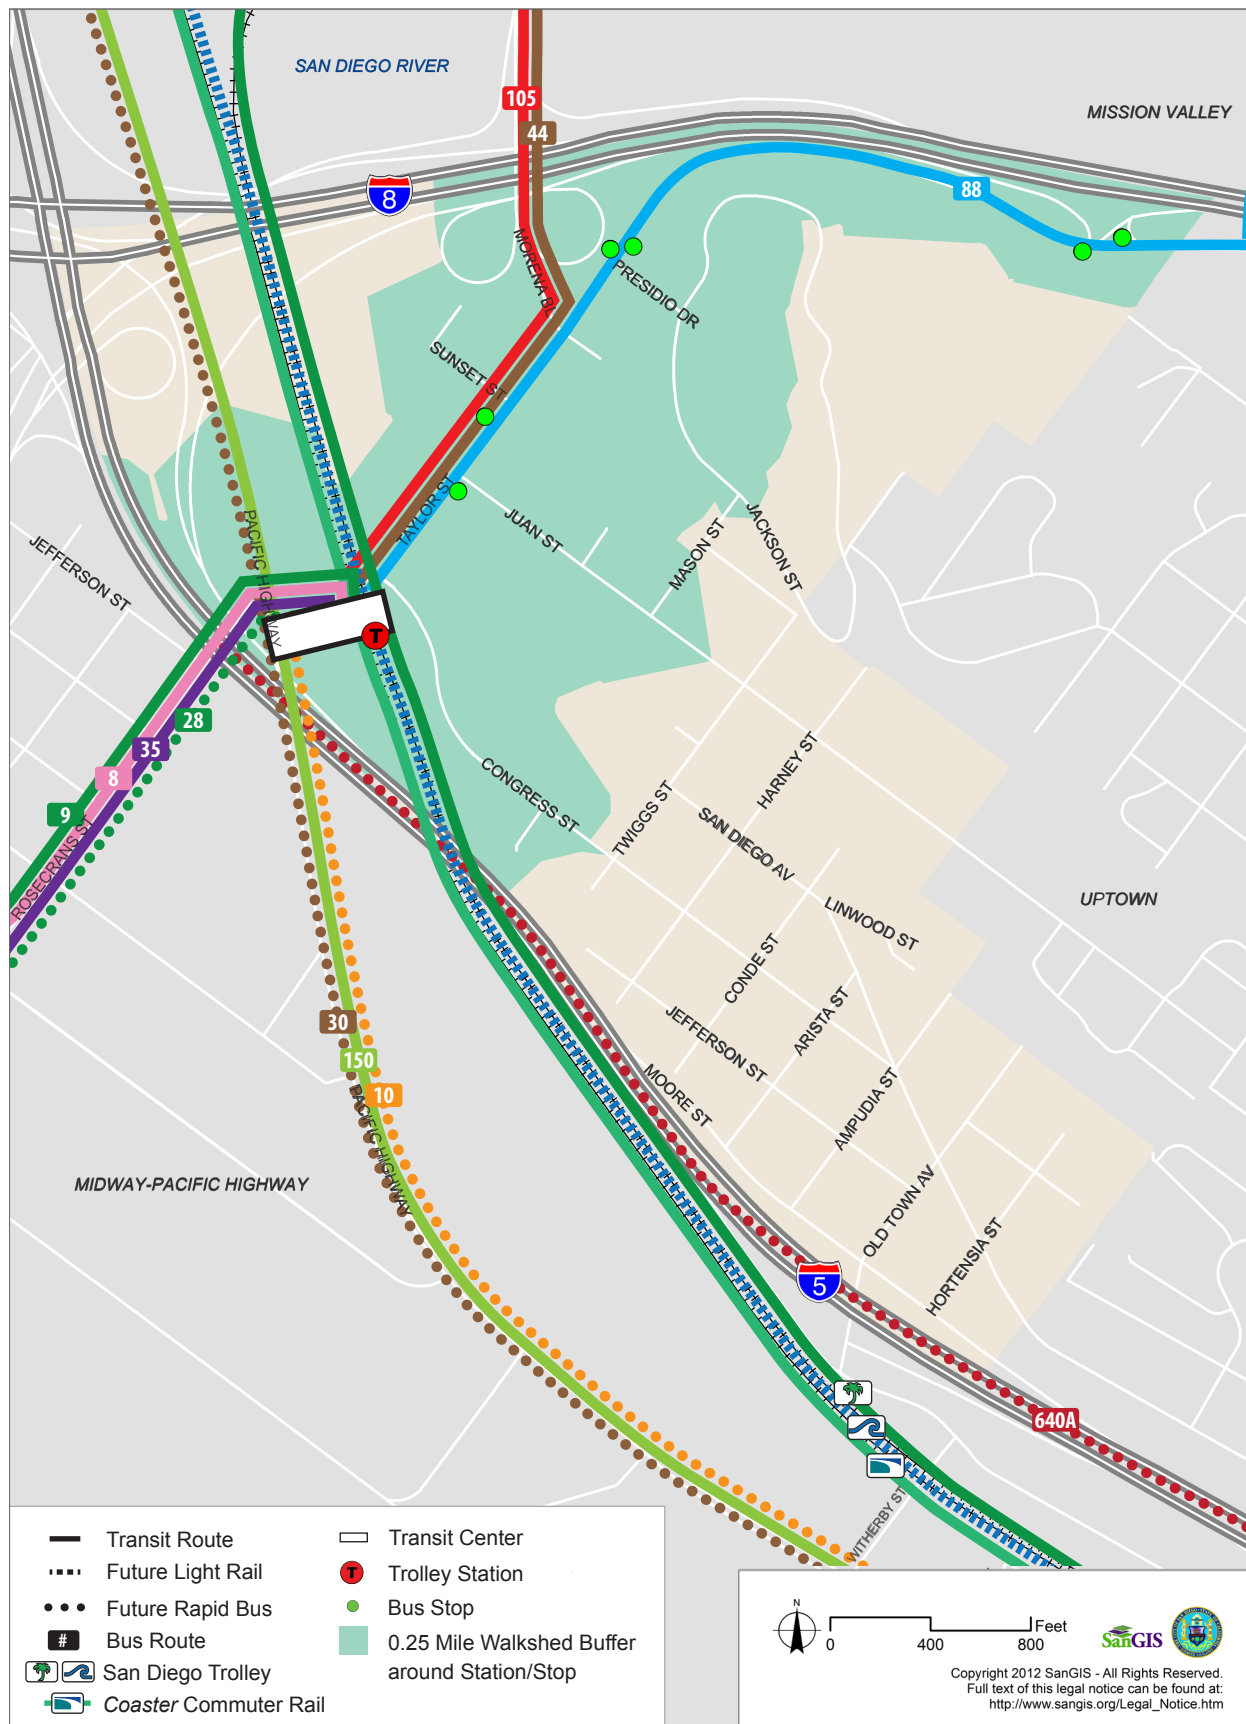 SAN DIEGO RIVER
105
MISSION VALLEY
44
8
88
MORENA BL
PRESIDIO DR
SUNSET ST
TAYLOR ST
JUAN ST
JACKSON ST
MASON ST
PACIFIC HIGHWAY
JEFFERSON ST
T
28
35
8
9
ROSECRANS ST
CONGRESS ST
TWIGGS ST
HARNEY ST
SAN DIEGO AV
LINWOOD ST
UPTOWN
CONDE ST
ARISTA ST
JEFFERSON ST
30
150
10
MOORE ST
AMPUDIA ST
PACIFIC HIGHWAY
MIDWAY-PACIFIC HIGHWAY
OLD TOWN AV
HORTENSIA ST
5
640A
WITHERBY ST
Transit Route
Future Light Rail
Future Rapid Bus
# Bus Route
San Diego Trolley
Coaster Commuter Rail
Transit Center
T Trolley Station
Bus Stop
0.25 Mile Walkshed Buffer
around Station/Stop
N
Feet
0 400 800
SanGIS
Copyright 2012 SanGIS - All Rights Reserved.
Full text of this legal notice can be found at:
http://www.sangis.org/Legal_Notice.htm